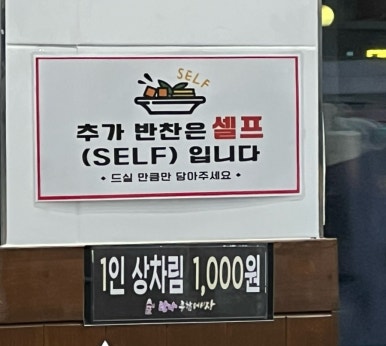 SELF
추가 반찬은 셀프
(SELF) 입니다
• 드실 만큼만 담아주세요 •
1인 상차림 1,000원